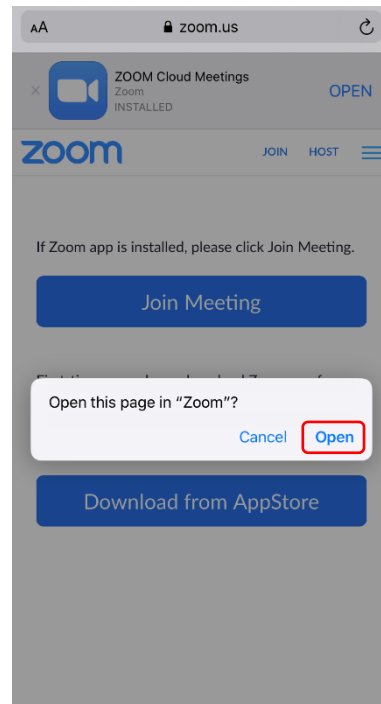 AA zoom.us
ZOOM Cloud Meetings
Zoom
INSTALLED
OPEN
zoom JOIN HOST
If Zoom app is installed, please click Join Meeting.
Join Meeting
Open this page in “Zoom”?
Cancel Open
Download from AppStore